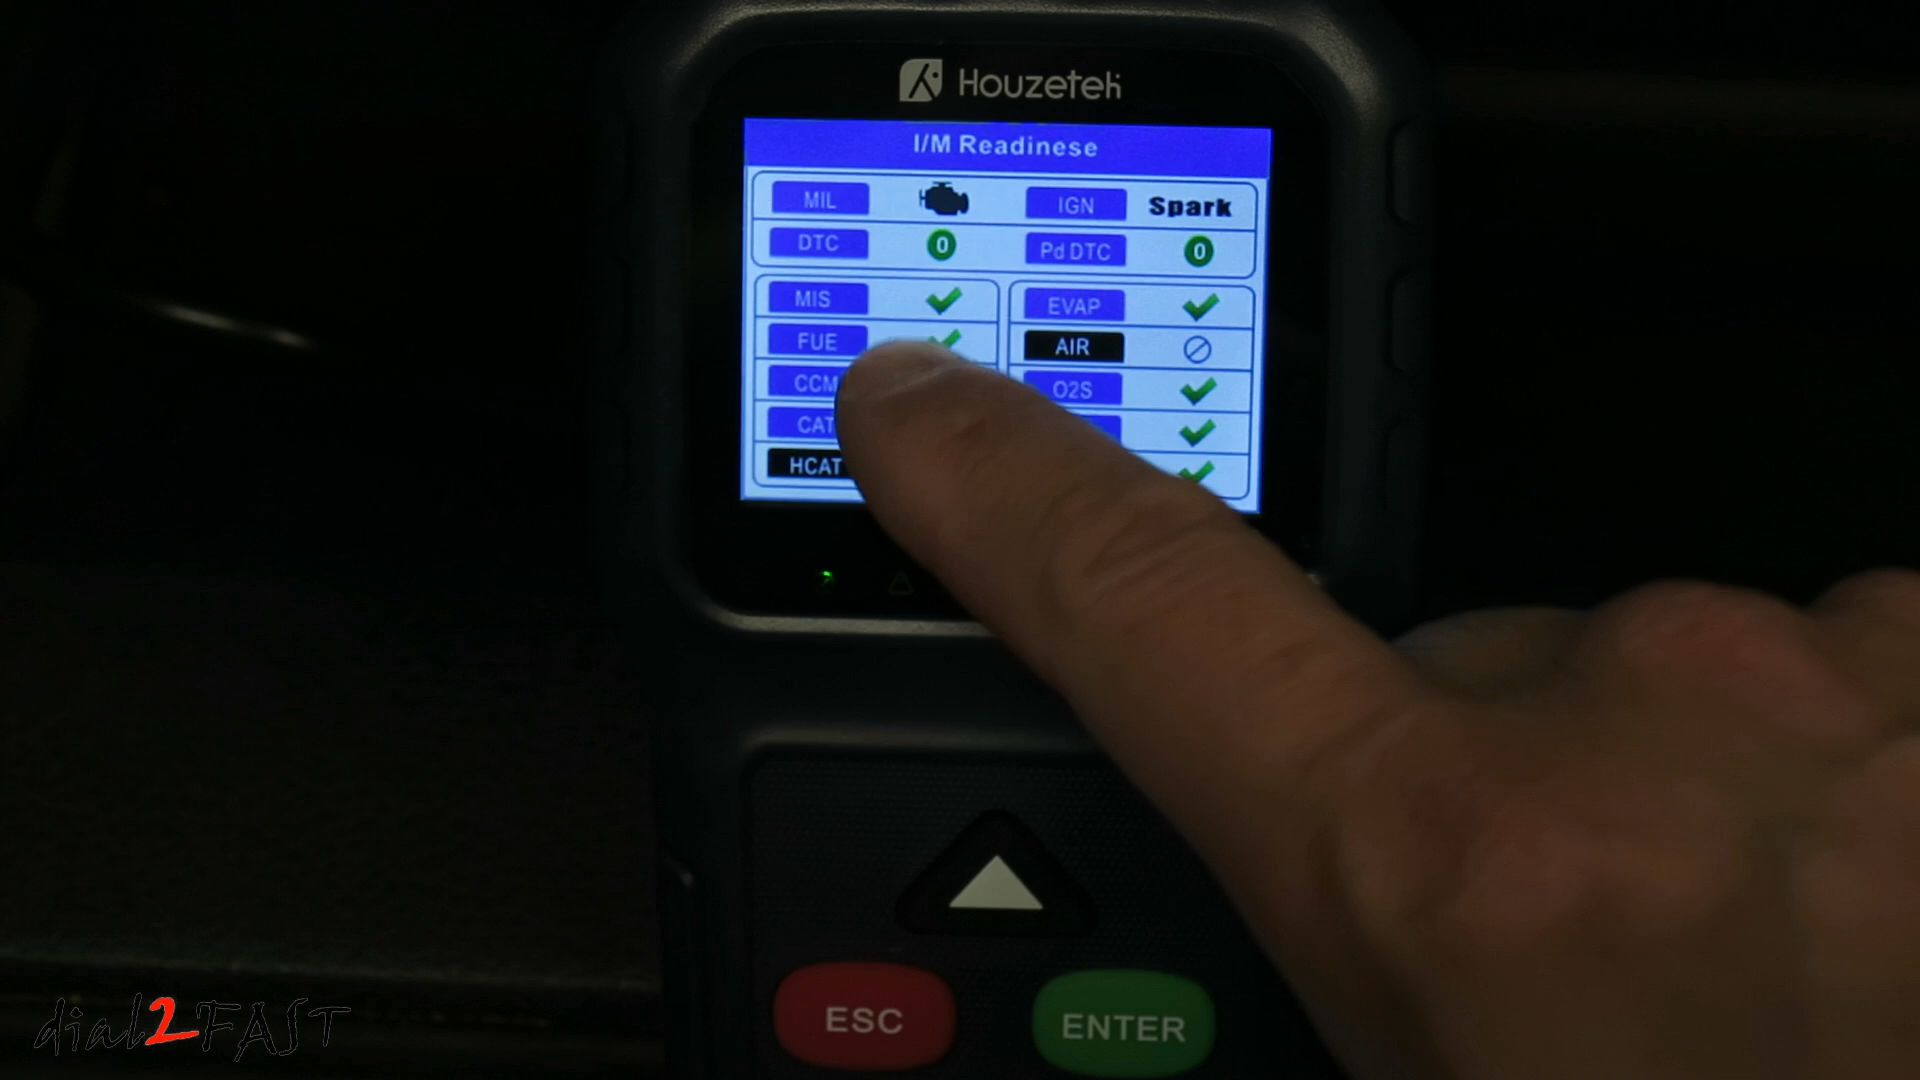 Houzetek
I/M Readinese
MIL IGN Spark
DTC 0 Pd DTC 0
MIS EVAP
FUE AIR
CCM O2S
CAT
HCAT
ESC ENTER
dial2FAST